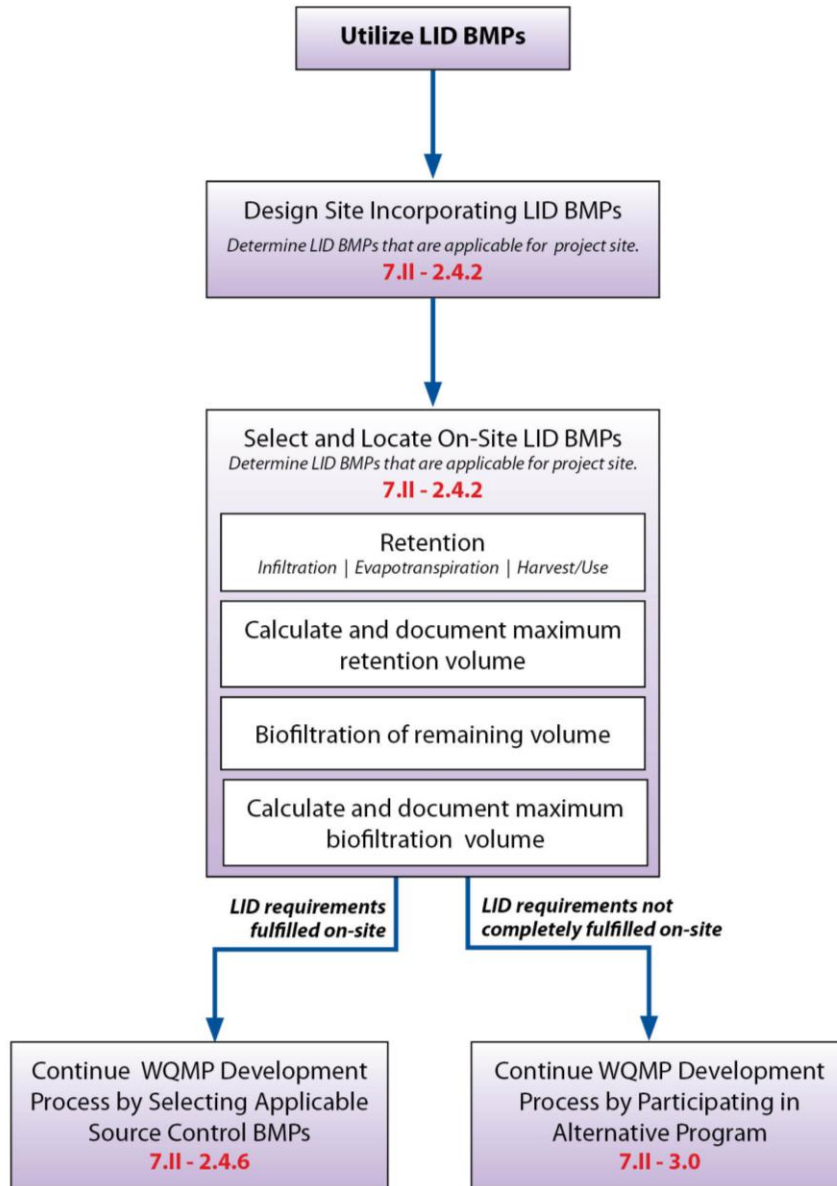 Utilize LID BMPs
Design Site Incorporating LID BMPs
Determine LID BMPs that are applicable for project site.
7.II - 2.4.2
Select and Locate On-Site LID BMPs
Determine LID BMPs that are applicable for project site.
7.II - 2.4.2
Retention
Infiltration | Evapotranspiration | Harvest/Use
Calculate and document maximum
retention volume
Biofiltration of remaining volume
Calculate and document maximum
biofiltration volume
LID requirements
fulfilled on-site
LID requirements not
completely fulfilled on-site
Continue WQMP Development
Process by Selecting Applicable
Source Control BMPs
7.II - 2.4.6
Continue WQMP Development
Process by Participating in
Alternative Program
7.II - 3.0